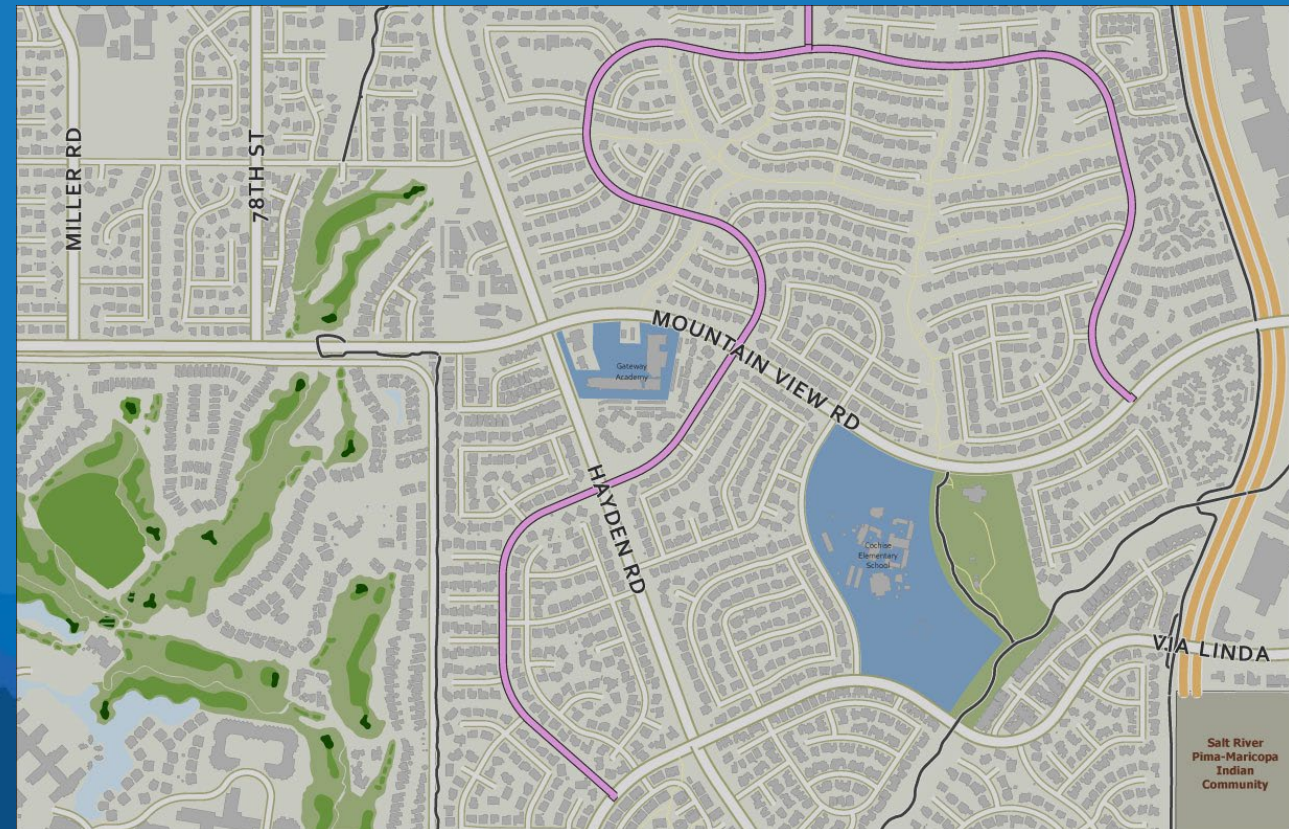 MILLER RD
78TH ST
MOUNTAIN VIEW RD
Gateway
Academy
HAYDEN RD
Cochise
Elementary
School
VIA LINDA
Salt River
Pima-Maricopa
Indian
Community